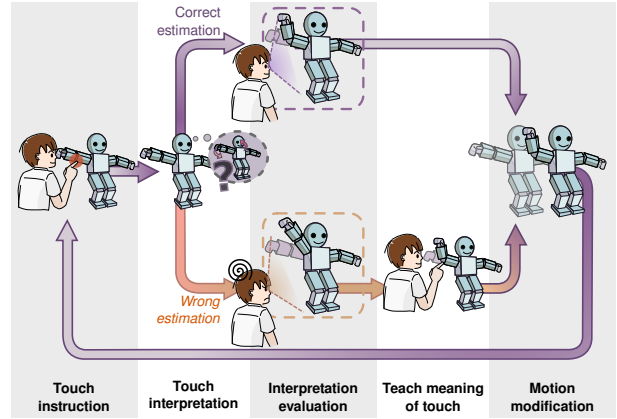 Correct
estimation
?
Wrong
estimation
Touch
instruction
Touch
interpretation
Interpretation
evaluation
Teach meaning
of touch
Motion
modification